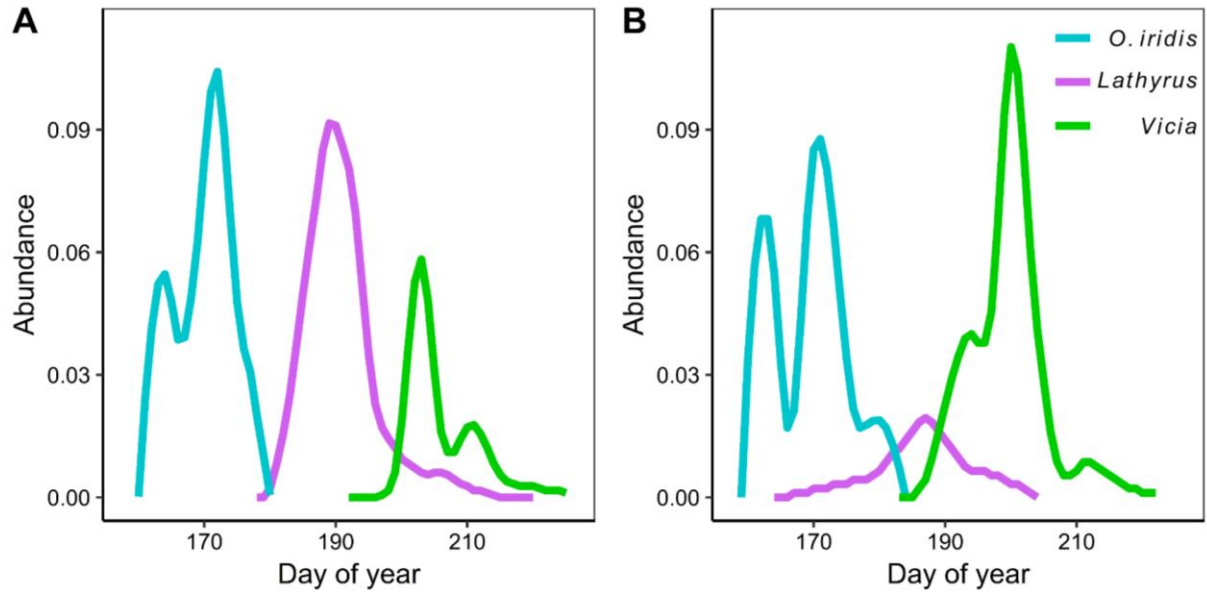 A
Abundance
0.09
0.06
0.03
0.00
170
190
210
Day of year
B
O. iridis
Lathyrus
Vicia
Abundance
0.09
0.06
0.03
0.00
170
190
210
Day of year